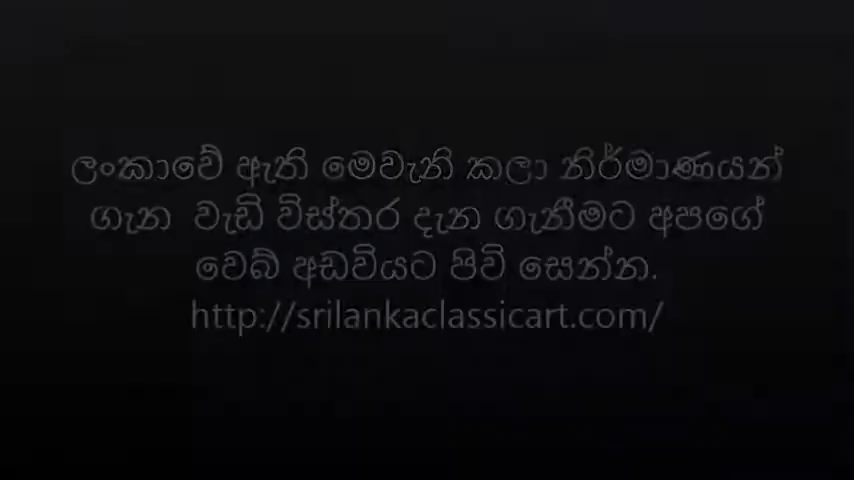 ලංකාවේ ඇති මෙවැනි කලා නිර්මාණයන්
ගැන වැඩි විස්තර දැන ගැනීමට අපගේ
වෙබ් අඩවියට පිවි සෙන්න.
http://srilankaclassicart.com/